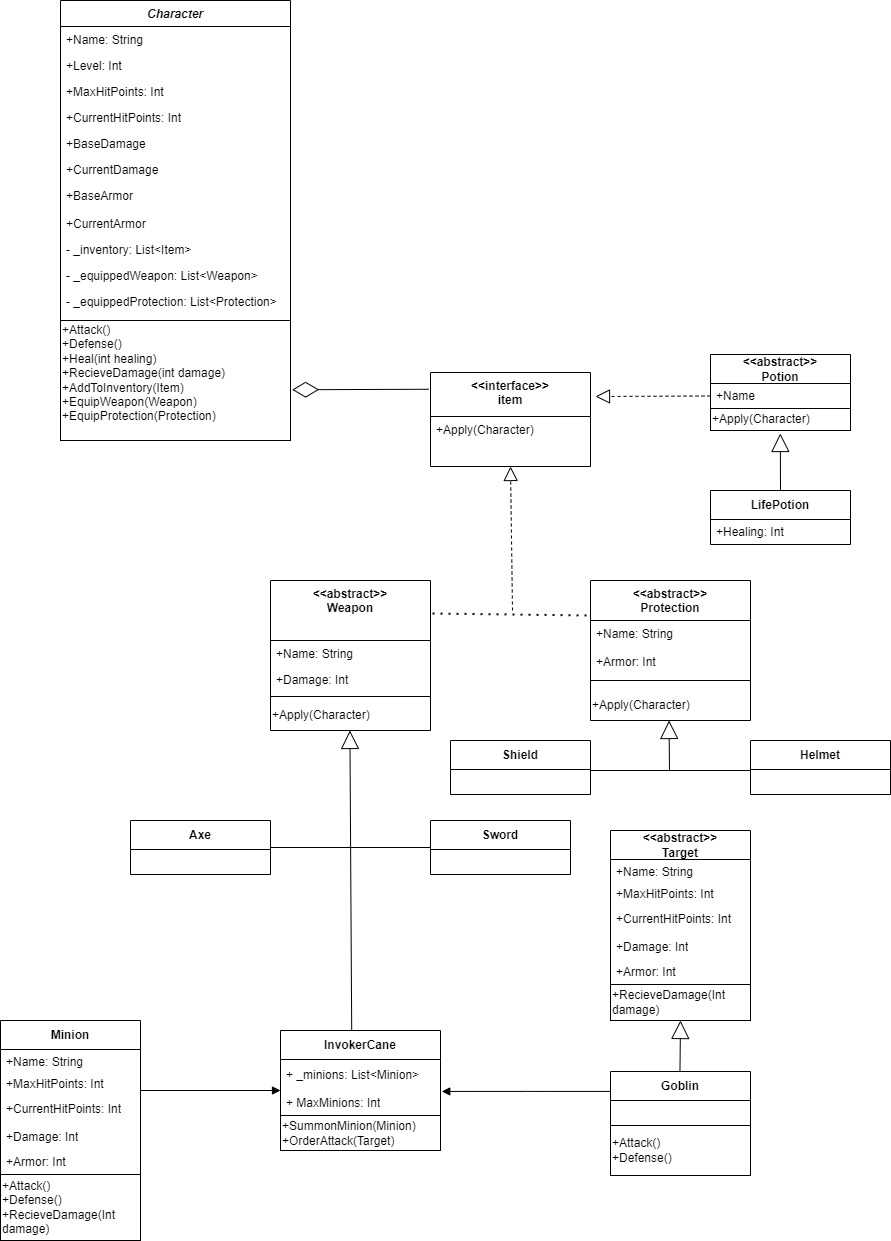 Character
+Name: String
+Level: Int
+MaxHitPoints: Int
+CurrentHitPoints: Int
+BaseDamage
+CurrentDamage
+BaseArmor
+CurrentArmor
- _inventory: List<Item>
- _equippedWeapon: List<Weapon>
- _equippedProtection: List<Protection>
+Attack()
+Defense()
+Heal(int healing)
+RecieveDamage(int damage)
+AddToInventory(Item)
+EquipWeapon(Weapon)
+EquipProtection(Protection)
<<interface>>
item
+Apply(Character)
<<abstract>>
Potion
+Name
+Apply(Character)
LifePotion
+Healing: Int
<<abstract>>
Weapon
+Name: String
+Damage: Int
+Apply(Character)
<<abstract>>
Protection
+Name: String
+Armor: Int
+Apply(Character)
Shield
Helmet
Axe
Sword
<<abstract>>
Target
+Name: String
+MaxHitPoints: Int
+CurrentHitPoints: Int
+Damage: Int
+Armor: Int
+RecieveDamage(Int
damage)
Minion
+Name: String
+MaxHitPoints: Int
+CurrentHitPoints: Int
+Damage: Int
+Armor: Int
+Attack()
+Defense()
+RecieveDamage(Int
damage)
InvokerCane
+ _minions: List<Minion>
+ MaxMinions: Int
+SummonMinion(Minion)
+OrderAttack(Target)
Goblin
+Attack()
+Defense()